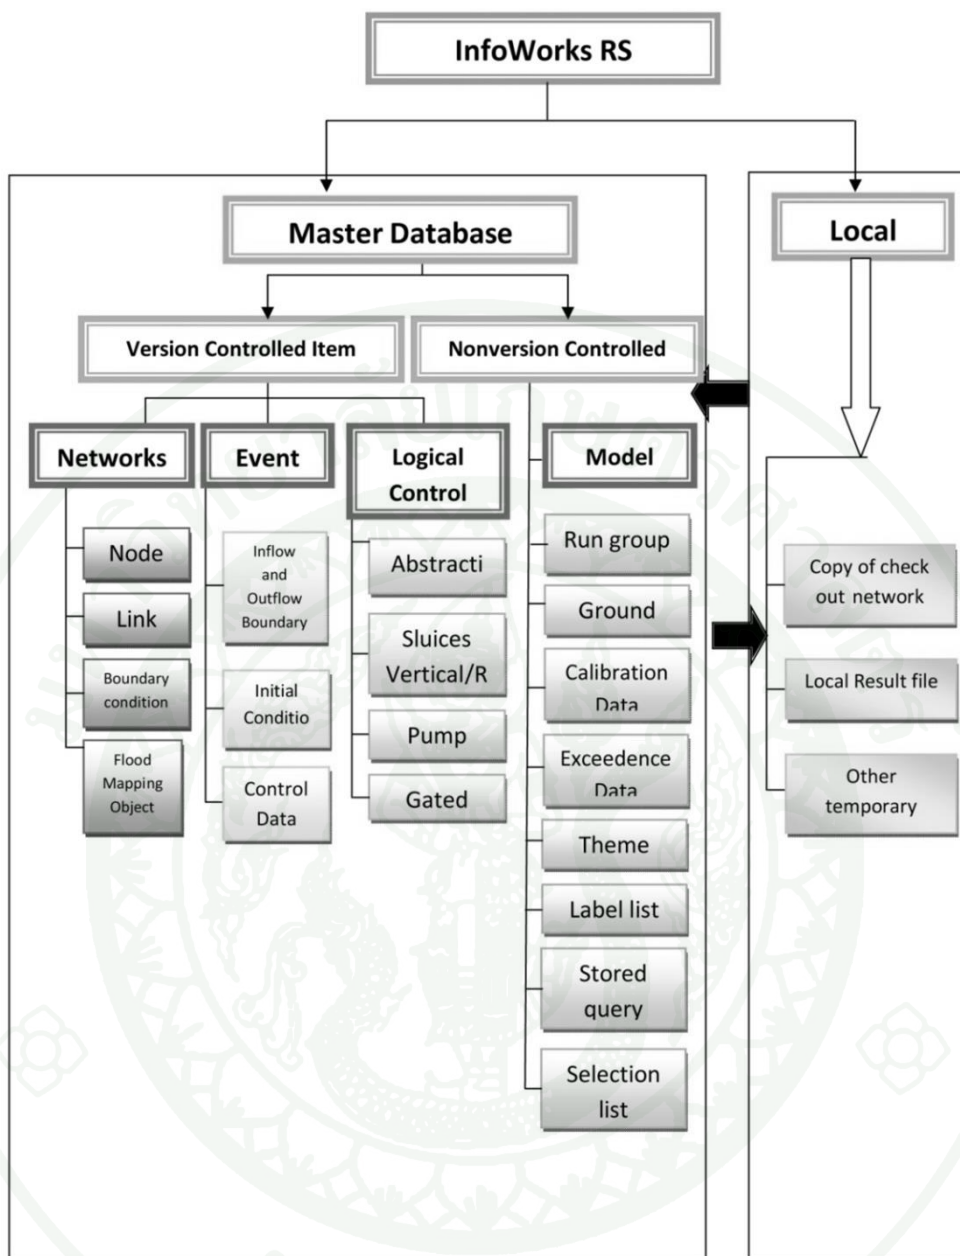 InfoWorks RS
Master Database
Local
Version Controlled Item
Nonversion Controlled
Networks
Node
Link
Boundary
condition
Flood
Mapping
Object
Event
Inflow
and
Outflow
Boundary
Initial
Conditio
Control
Data
Logical
Control
Abstracti
Sluices
Vertical/R
Pump
Gated
Model
Run group
Ground
Calibration
Data
Exceedence
Data
Theme
Label list
Stored
query
Selection
list
Copy of check
out network
Local Result file
Other
temporary